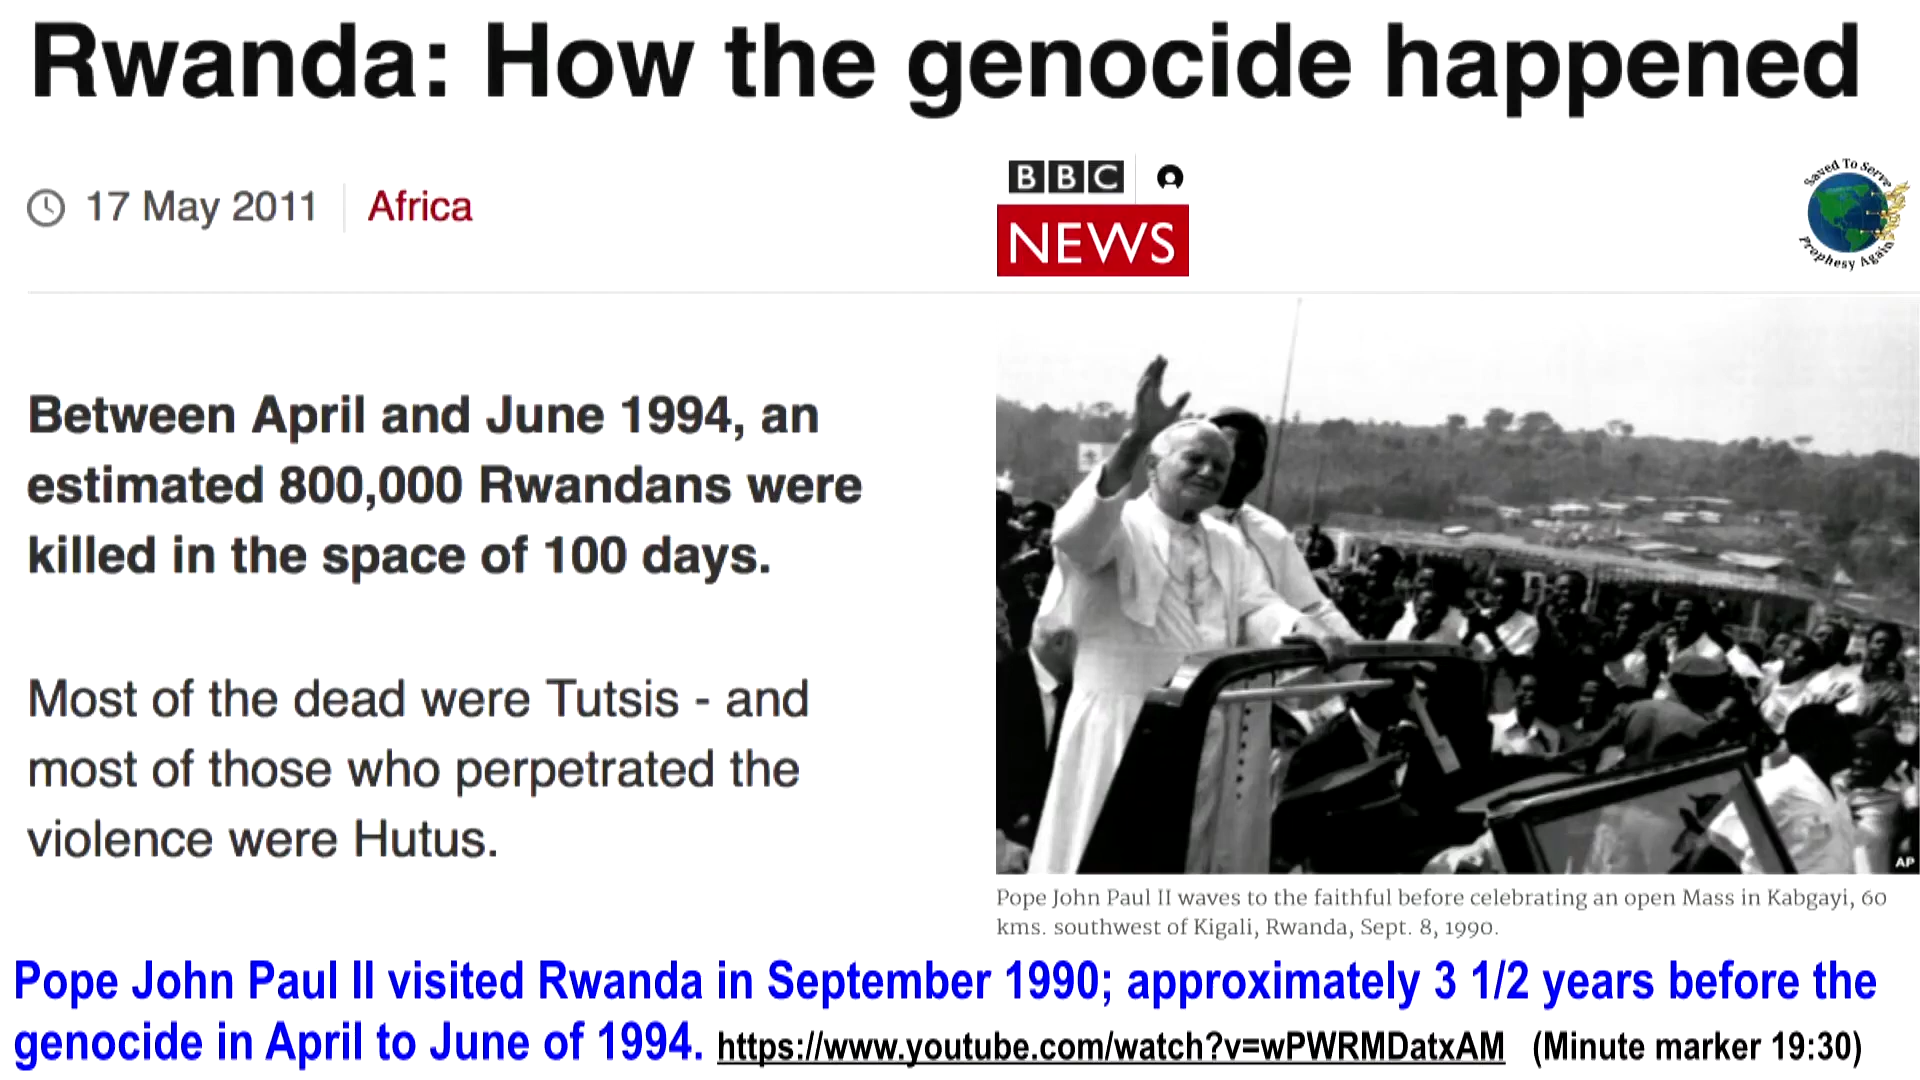 Rwanda: How the genocide happened
17 May 2011
Africa
BBC
NEWS
Saved To Serve
Prophesy Again
Between April and June 1994, an
estimated 800,000 Rwandans were
killed in the space of 100 days.
Most of the dead were Tutsis - and
most of those who perpetrated the
violence were Hutus.
AP
Pope John Paul II waves to the faithful before celebrating an open Mass in Kabgayi, 60
kms. southwest of Kigali, Rwanda, Sept. 8, 1990.
Pope John Paul II visited Rwanda in September 1990; approximately 3 1/2 years before the
genocide in April to June of 1994. https://www.youtube.com/watch?v=wPWRMDatxAM (Minute marker 19:30)